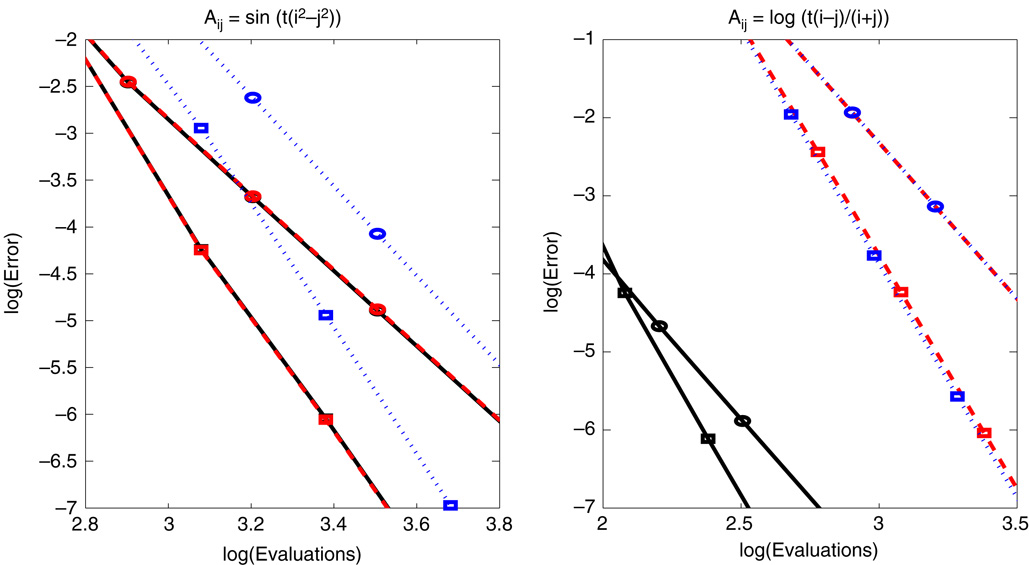 A_ij = sin (t(i²–j²))
–2
–2.5
–3
–3.5
–4
–4.5
–5
–5.5
–6
–6.5
–7
log(Error)
2.8 3 3.2 3.4 3.6 3.8
log(Evaluations)
A_ij = log (t(i–j)/(i+j))
–1
–2
–3
–4
–5
–6
–7
log(Error)
2 2.5 3 3.5
log(Evaluations)